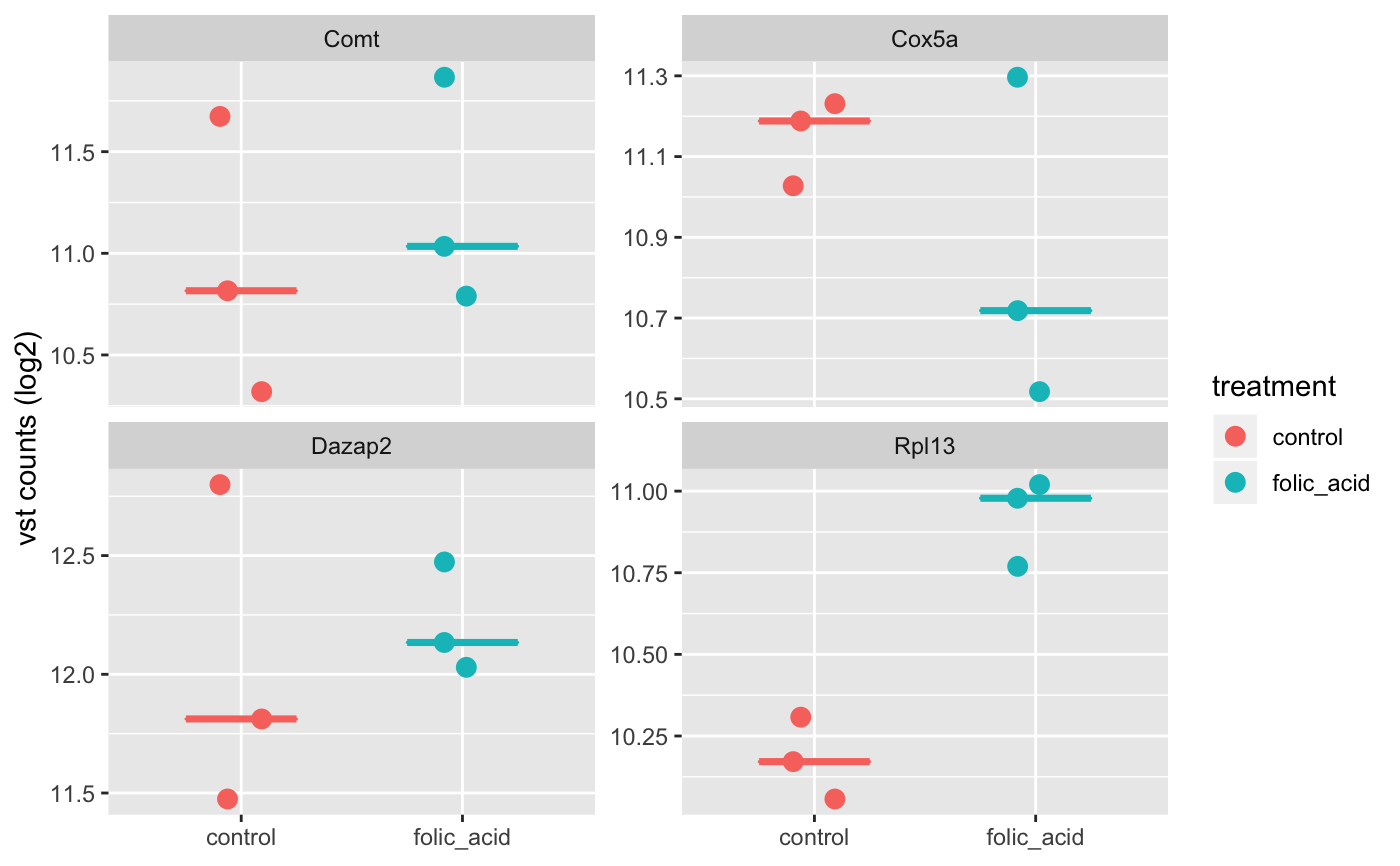 Comt
Cox5a
11.5
11.0
10.5
11.3
11.1
10.9
10.7
10.5
vst counts (log2)
Dazap2
Rpl13
12.5
12.0
11.5
11.00
10.75
10.50
10.25
control
folic_acid
control
folic_acid
treatment
control
folic_acid